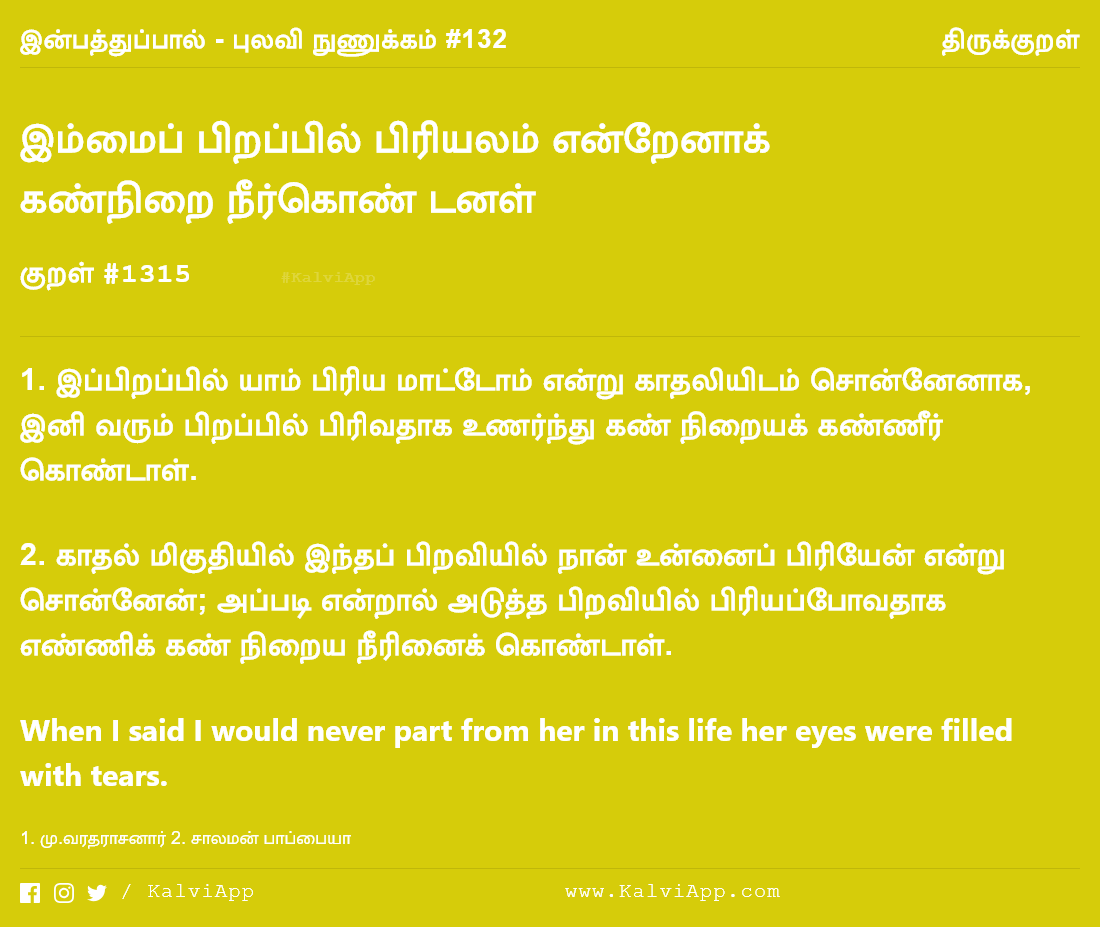 இன்பத்துப்பால் - புலவி நுணுக்கம் #132 திருக்குறள்
இம்மைப் பிறப்பில் பிரியலம் என்றேனாக்
கண்நிறை நீர்கொண் டனள்
குறள் #1315 #KalviApp
1. இப்பிறப்பில் யாம் பிரிய மாட்டோம் என்று காதலியிடம் சொன்னேனாக,
இனி வரும் பிறப்பில் பிரிவதாக உணர்ந்து கண் நிறையக் கண்ணீர்
கொண்டாள்.
2. காதல் மிகுதியில் இந்தப் பிறவியில் நான் உன்னைப் பிரியேன் என்று
சொன்னேன்; அப்படி என்றால் அடுத்த பிறவியில் பிரியப்போவதாக
எண்ணிக் கண் நிறைய நீரினைக் கொண்டாள்.
When I said I would never part from her in this life her eyes were filled
with tears.
1. மு.வரதராசனார் 2. சாலமன் பாப்பையா
/ KalviApp www.KalviApp.com